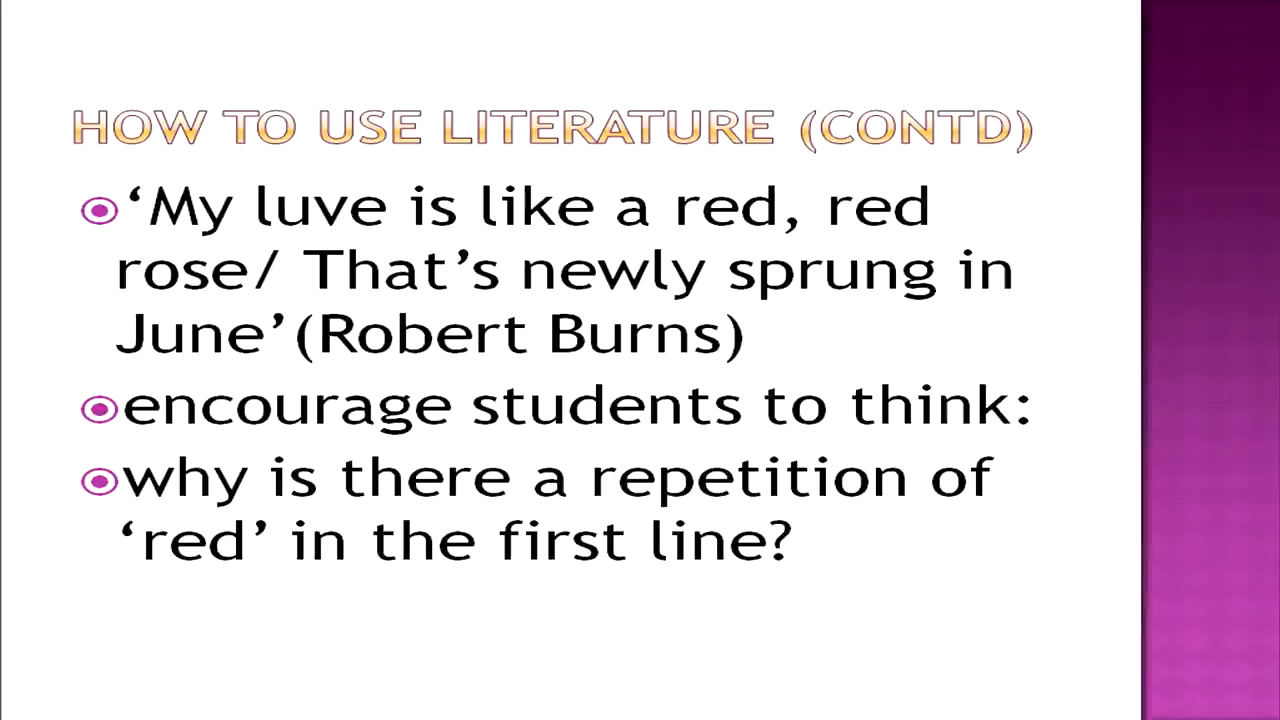 HOW TO USE LITERATURE (CONTD)
‘My luve is like a red, red
rose/ That’s newly sprung in
June’(Robert Burns)
encourage students to think:
why is there a repetition of
‘red’ in the first line?